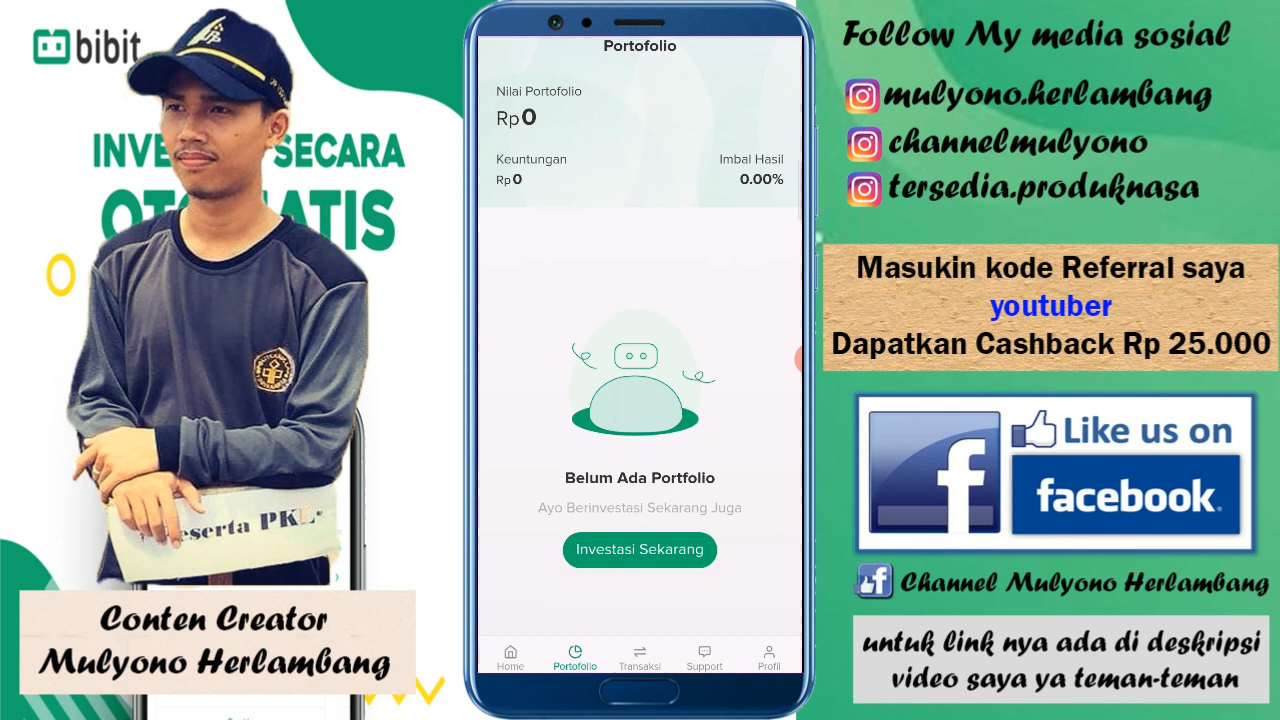 bibit
INVE SECARA
OTOMATIS
Conten Creator
Mulyono Herlambang
eserta PKL
Portofolio
Nilai Portofolio
Rp0
Keuntungan
Imbal Hasil
Rp0
0.00%
Belum Ada Portfolio
Ayo Berinvestasi Sekarang Juga
Investasi Sekarang
Home
Portofolio
Transaksi
Support
Profil
Follow My media sosial
mulyono.herlambang
channelmulyono
tersedia.produknasa
Masukin kode Referral saya
youtuber
Dapatkan Cashback Rp 25.000
Like us on
facebook.
Channel Mulyono Herlambang
untuk link nya ada di deskripsi
video saya ya teman-teman